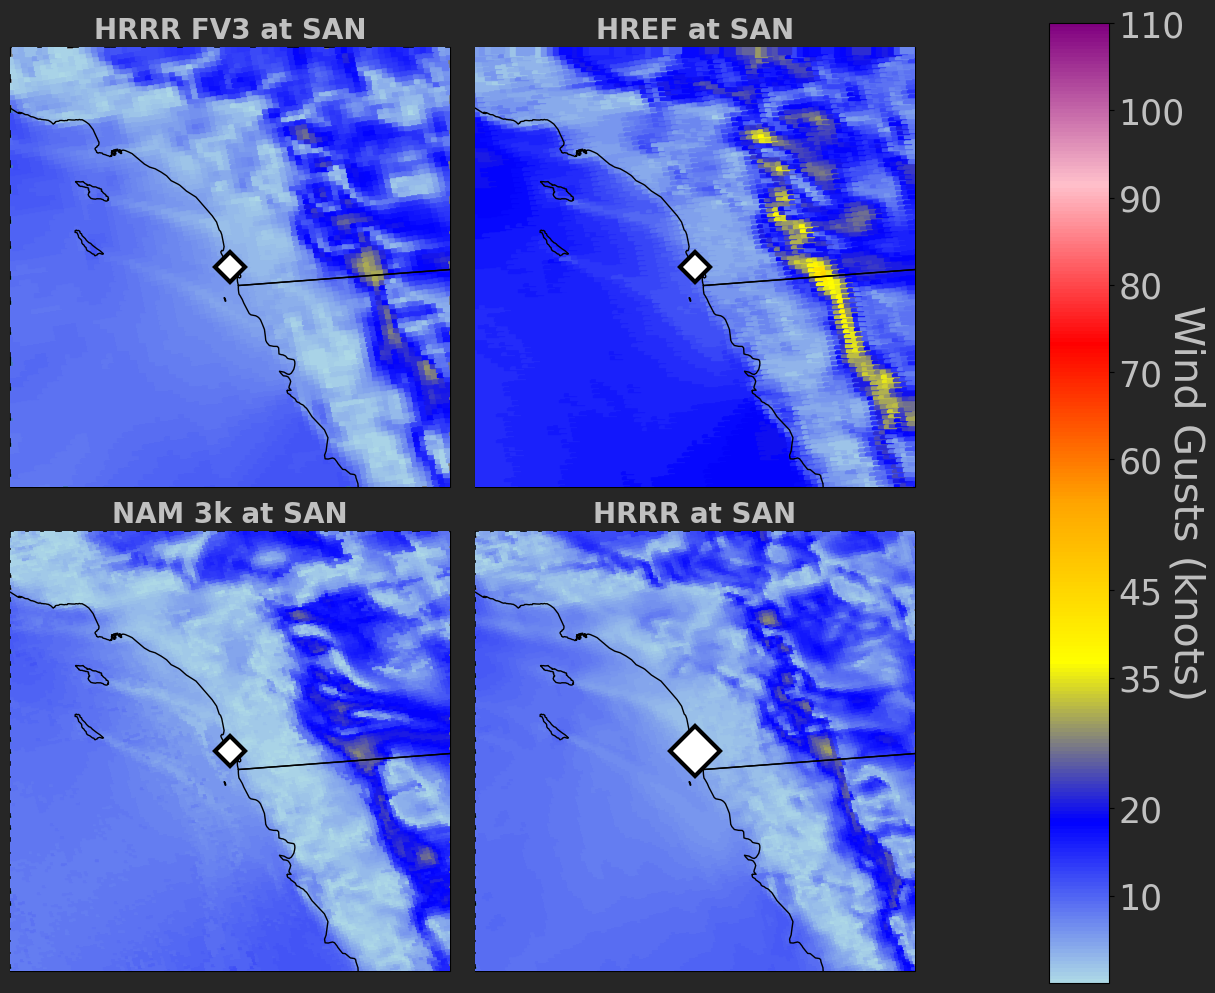 HRRR FV3 at SAN
HREF at SAN
NAM 3k at SAN
HRRR at SAN
110
100
90
80
70
60
45
35
20
10
Wind Gusts (knots)